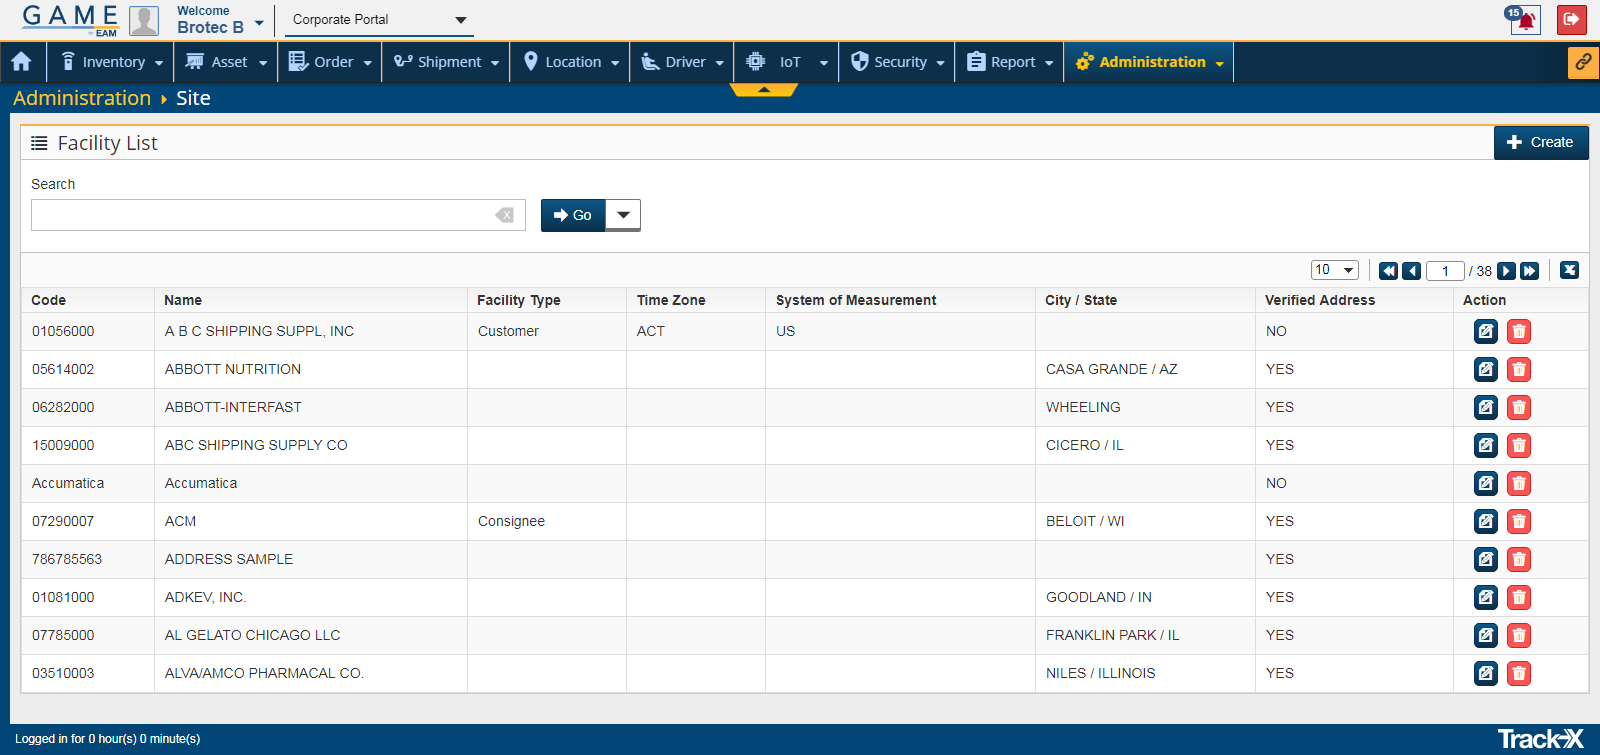 GAME
by EAM
Welcome
Brotec B
Corporate Portal
15
Inventory Asset Order Shipment Location Driver IoT Security Report Administration
Administration Site
Facility List
Create
Search
Go
10 1 / 38
Code Name Facility Type Time Zone System of Measurement City / State Verified Address Action
01056000 A B C SHIPPING SUPPL, INC Customer ACT US NO
05614002 ABBOTT NUTRITION CASA GRANDE / AZ YES
06282000 ABBOTT-INTERFAST WHEELING YES
15009000 ABC SHIPPING SUPPLY CO CICERO / IL YES
Accumatica Accumatica NO
07290007 ACM Consignee BELOIT / WI YES
786785563 ADDRESS SAMPLE YES
01081000 ADKEV, INC. GOODLAND / IN YES
07785000 AL GELATO CHICAGO LLC FRANKLIN PARK / IL YES
03510003 ALVA/AMCO PHARMACAL CO. NILES / ILLINOIS YES
Logged in for 0 hour(s) 0 minute(s)
Track-X